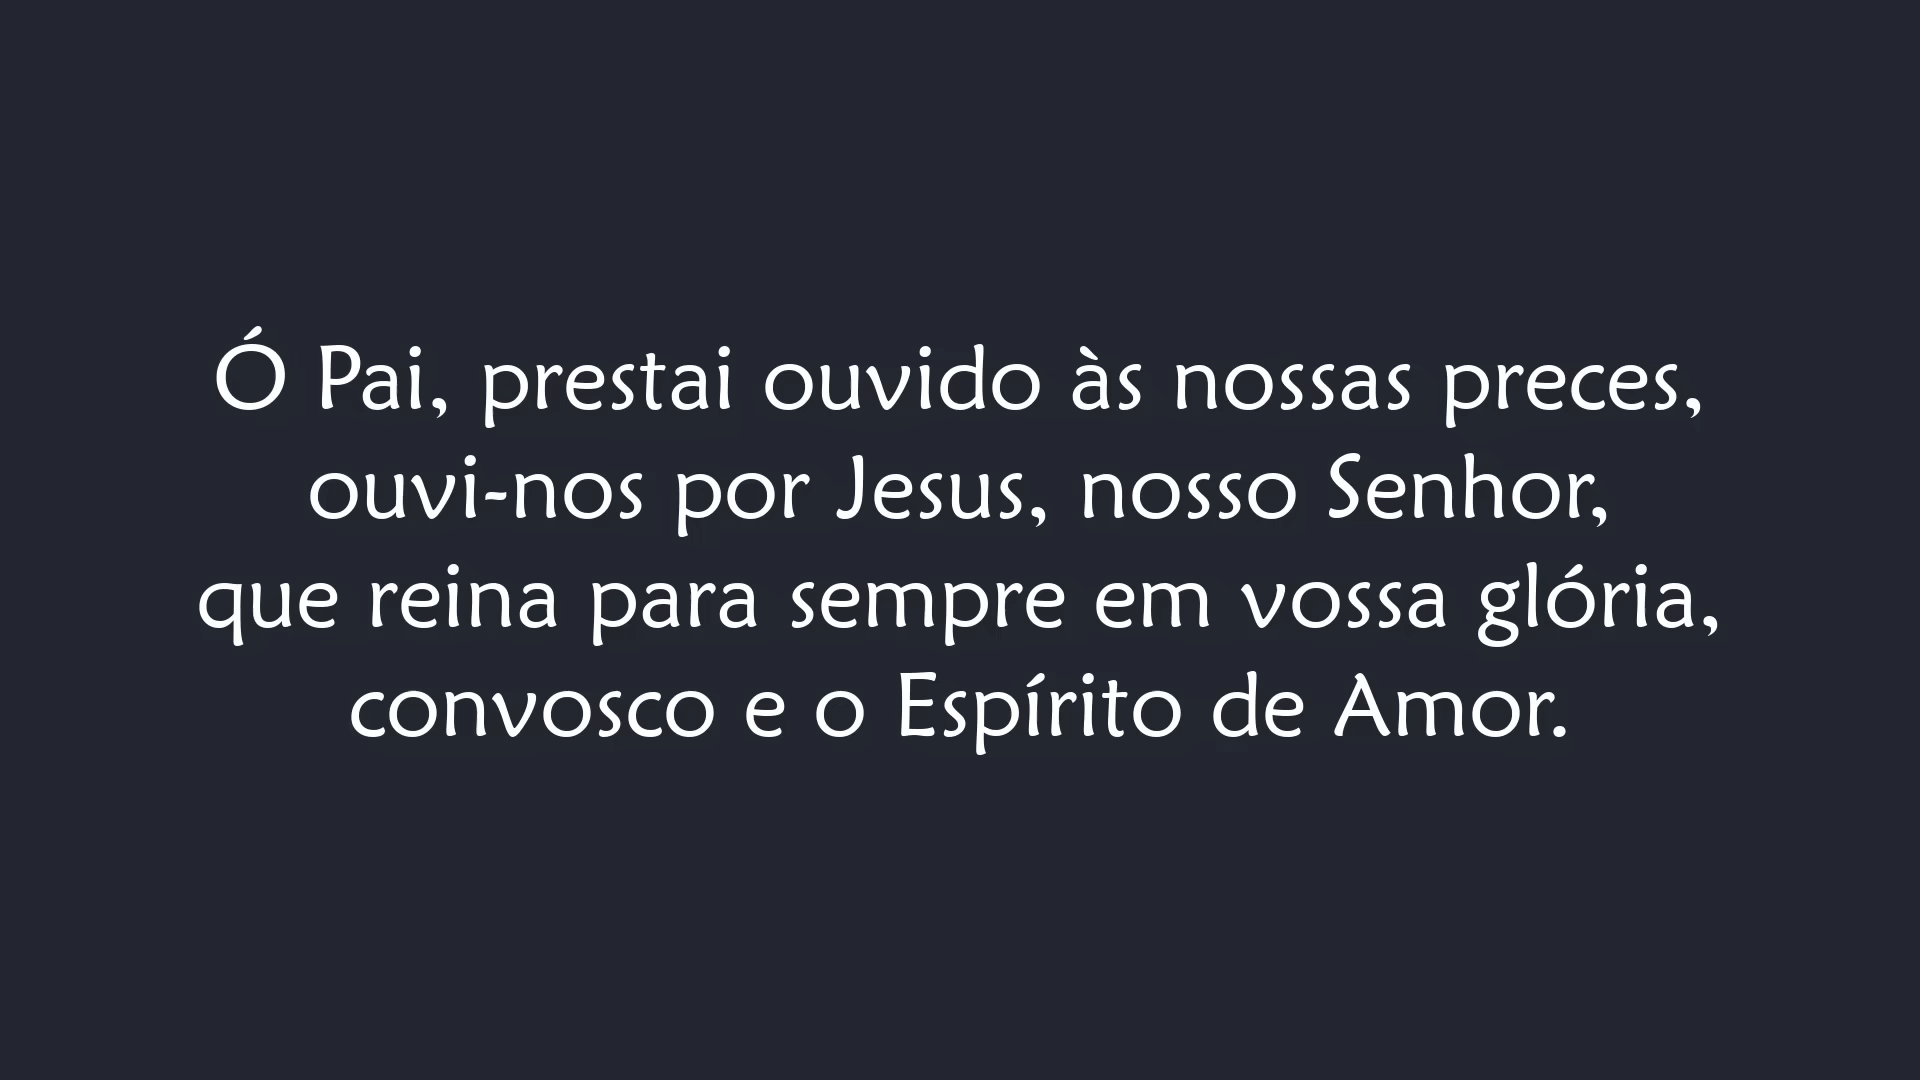 Ó Pai, prestai ouvido às nossas preces,
ouvi-nos por Jesus, nosso Senhor,
que reina para sempre em vossa glória,
convosco e o Espírito de Amor.